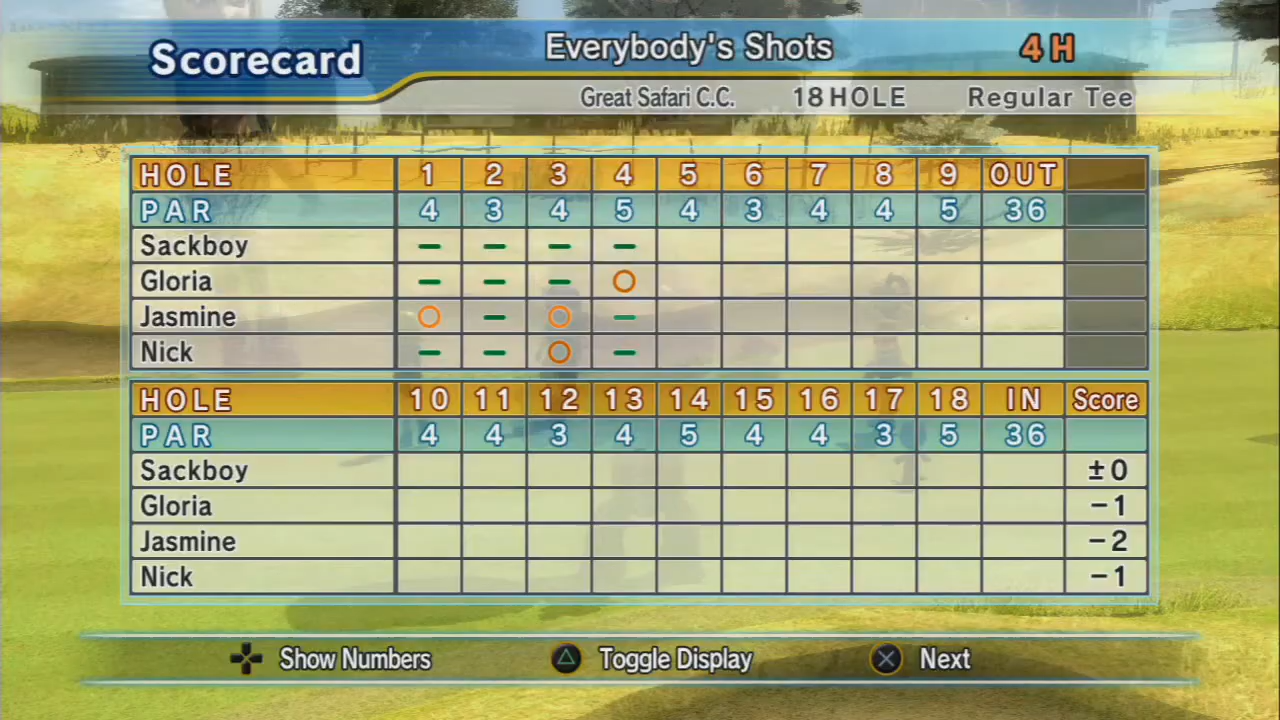 Scorecard Everybody's Shots 4H
Great Safari C.C. 18HOLE Regular Tee
HOLE 1 2 3 4 5 6 7 8 9 OUT
PAR 4 3 4 5 4 3 4 4 5 36
Sackboy – – – –
Gloria – – – ○
Jasmine ○ – ○ –
Nick – – ○ –
HOLE 10 11 12 13 14 15 16 17 18 IN Score
PAR 4 4 3 4 5 4 4 3 5 36
Sackboy ±0
Gloria −1
Jasmine −2
Nick −1
Show Numbers Toggle Display Next